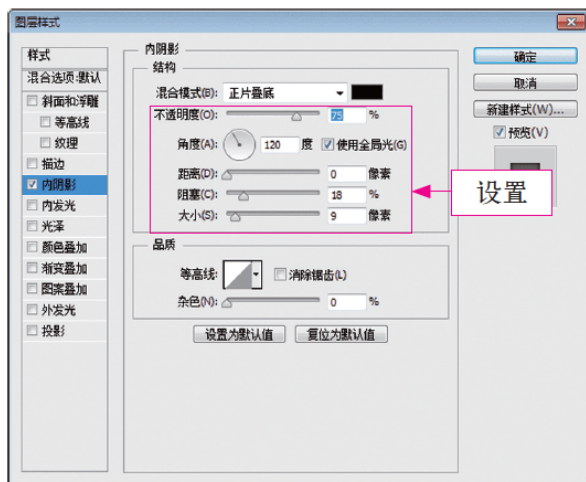 图层样式
样式
混合选项:默认
斜面和浮雕
等高线
纹理
描边
内阴影
内发光
光泽
颜色叠加
渐变叠加
图案叠加
外发光
投影
内阴影
结构
混合模式(B): 正片叠底
不透明度(O): 75 %
角度(A): 120 度 使用全局光(G)
距离(D): 0 像素
阻塞(C): 18 %
大小(S): 9 像素
品质
等高线: 消除锯齿(L)
杂色(N): 0 %
设置为默认值 复位为默认值
确定
取消
新建样式(W)...
预览(V)
设置